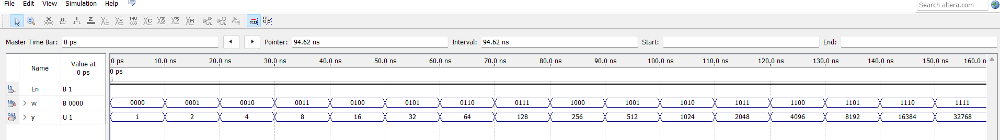 File Edit View Simulation Help
Search altera.com
Master Time Bar: 0 ps Pointer: 94.62 ns Interval: 94.62 ns Start: End:
Name Value at 0 ps
0 ps 10.0 ns 20.0 ns 30.0 ns 40.0 ns 50.0 ns 60.0 ns 70.0 ns 80.0 ns 90.0 ns 100.0 ns 110.0 ns 120.0 ns 130.0 ns 140.0 ns 150.0 ns 160.0 n
0 ps
in En B 1
in w B 0000 0000 0001 0010 0011 0100 0101 0110 0111 1000 1001 1010 1011 1100 1101 1110 1111
out y U 1 1 2 4 8 16 32 64 128 256 512 1024 2048 4096 8192 16384 32768